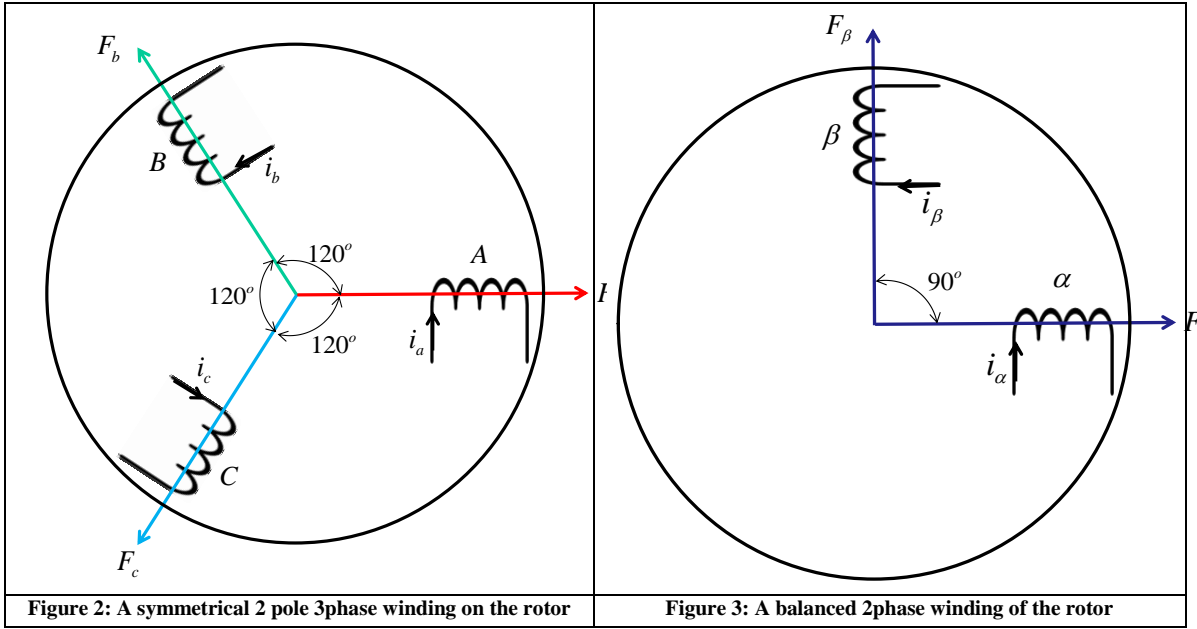 F_b
B
i_b
120°
120°
120°
A
i_a
i_c
C
F_c
Figure 2: A symmetrical 2 pole 3phase winding on the rotor
F_β
β
i_β
90°
α
i_α
F
Figure 3: A balanced 2phase winding of the rotor